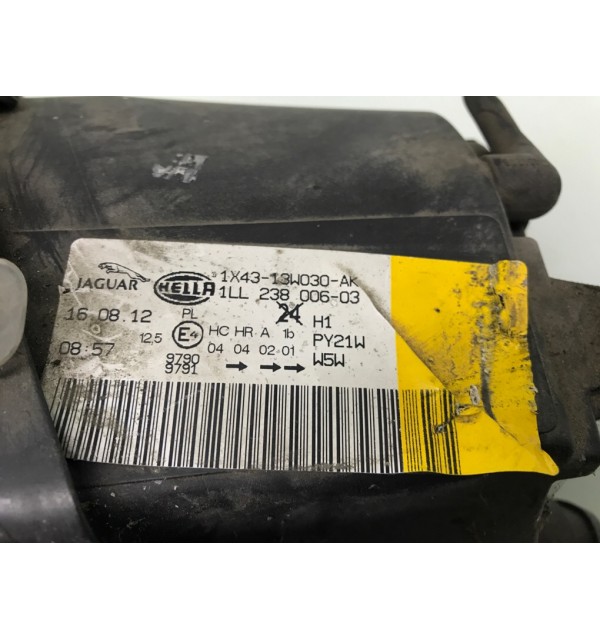 JAGUAR
HELLA
1X43-13W030-AK
1LL 238 006-03
16.08.12
08:57
PL
12,5
E4
HC HR A 1b
04 04 02 01
24
H1
PY21W
W5W
9790
9791